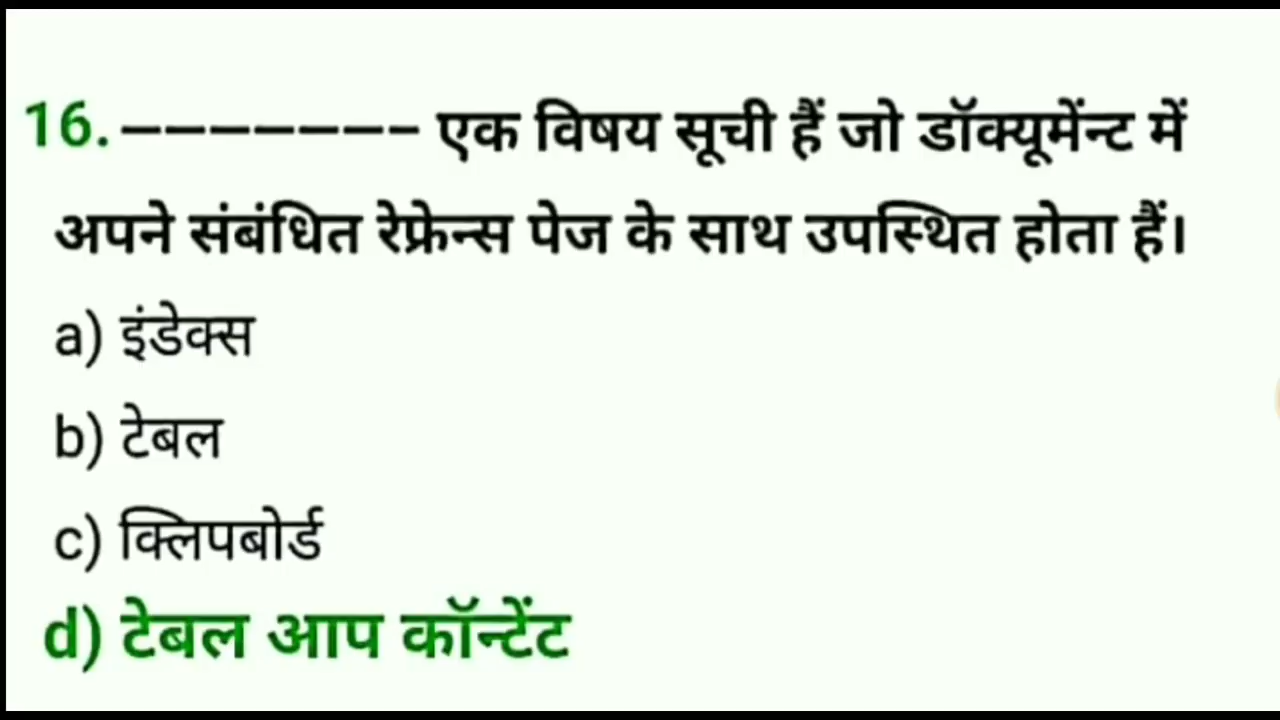 16.------- एक विषय सूची हैं जो डॉक्यूमेंन्ट में
अपने संबंधित रेफ्रेन्स पेज के साथ उपस्थित होता हैं।
a) इंडेक्स
b) टेबल
c) क्लिपबोर्ड
d) टेबल आप कॉन्टेंट